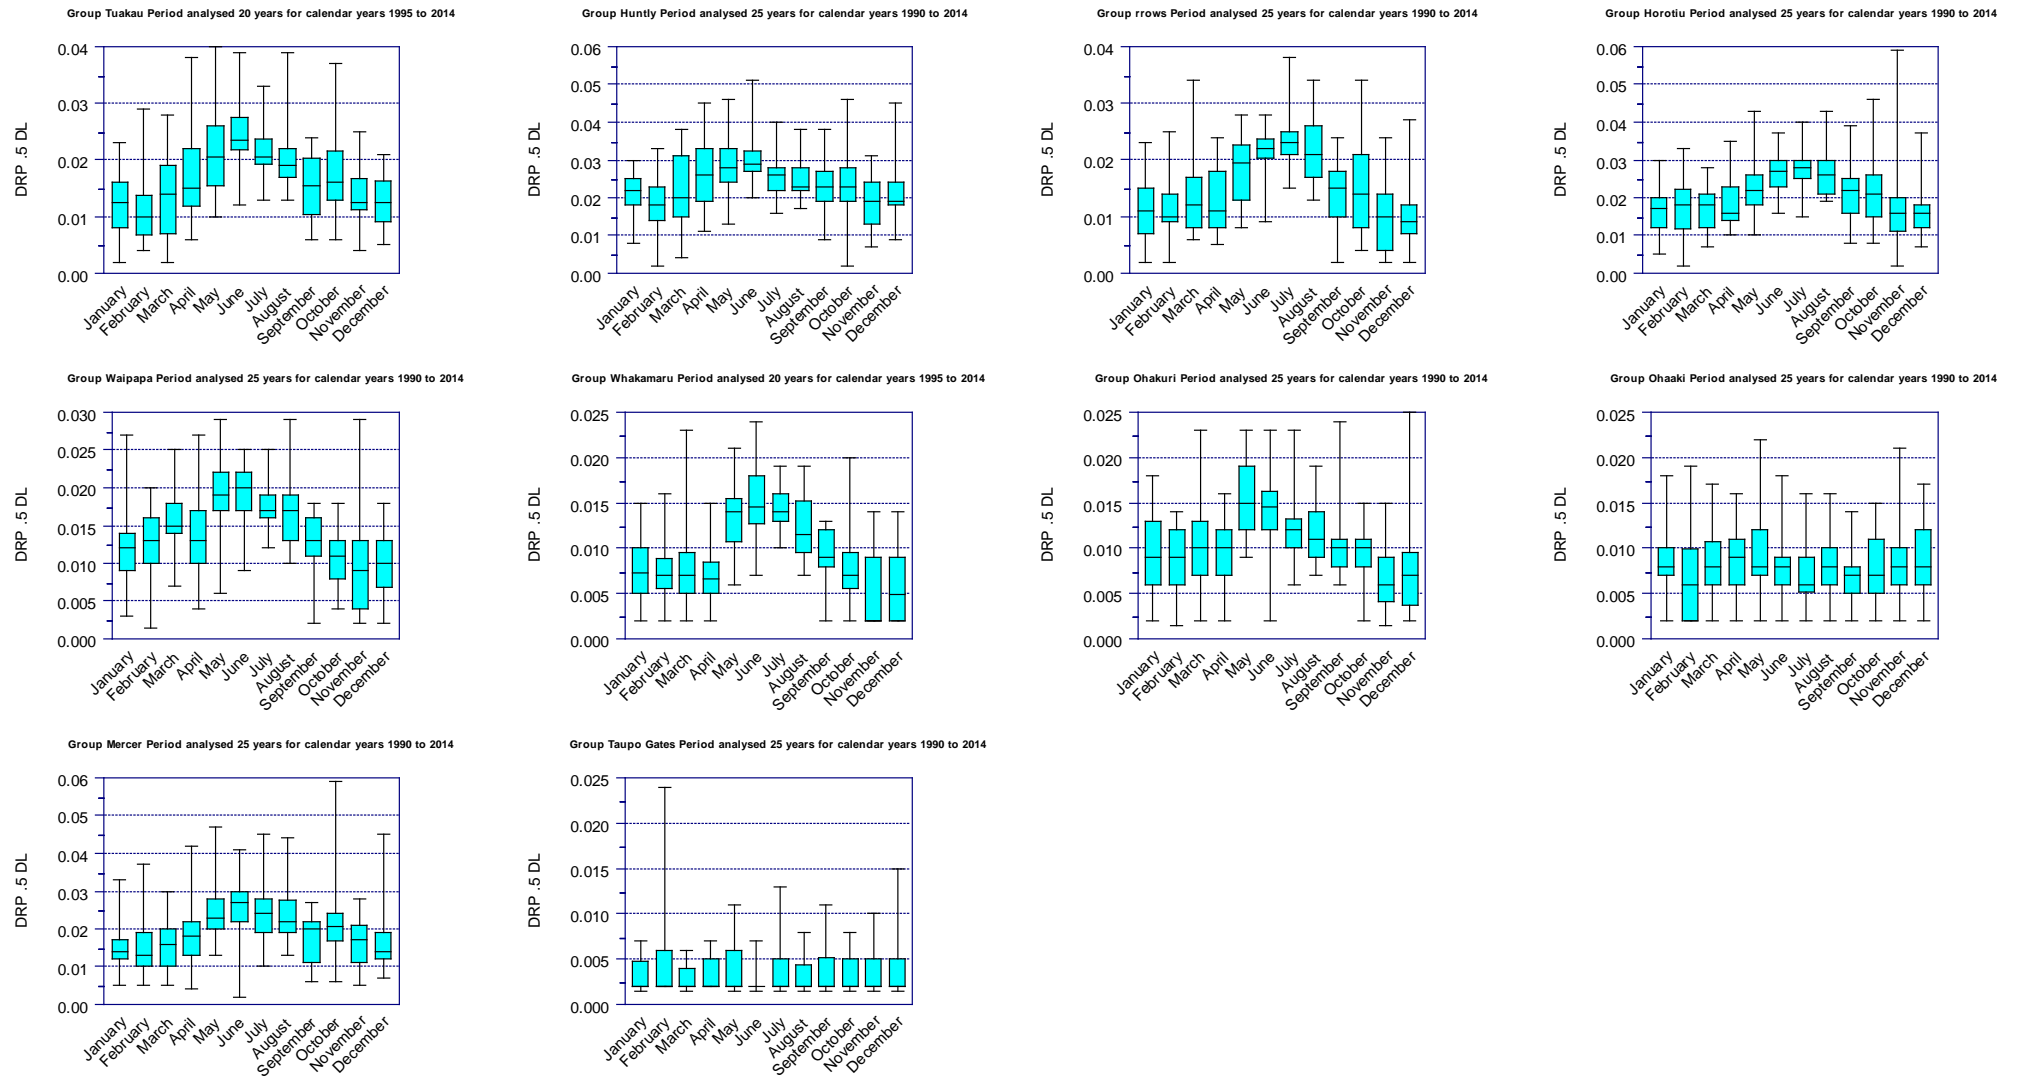 Group Tuakau Period analysed 20 years for calendar years 1995 to 2014
DRP .5 DL
0.04
0.03
0.02
0.01
0.00
January
February
March
April
May
June
July
August
September
October
November
December
Group Huntly Period analysed 25 years for calendar years 1990 to 2014
DRP .5 DL
0.06
0.05
0.04
0.03
0.02
0.01
0.00
January
February
March
April
May
June
July
August
September
October
November
December
Group rrows Period analysed 25 years for calendar years 1990 to 2014
DRP .5 DL
0.04
0.03
0.02
0.01
0.00
January
February
March
April
May
June
July
August
September
October
November
December
Group Horotiu Period analysed 25 years for calendar years 1990 to 2014
DRP .5 DL
0.06
0.05
0.04
0.03
0.02
0.01
0.00
January
February
March
April
May
June
July
August
September
October
November
December
Group Waipapa Period analysed 25 years for calendar years 1990 to 2014
DRP .5 DL
0.030
0.025
0.020
0.015
0.010
0.005
0.000
January
February
March
April
May
June
July
August
September
October
November
December
Group Whakamaru Period analysed 20 years for calendar years 1995 to 2014
DRP .5 DL
0.025
0.020
0.015
0.010
0.005
0.000
January
February
March
April
May
June
July
August
September
October
November
December
Group Ohakuri Period analysed 25 years for calendar years 1990 to 2014
DRP .5 DL
0.025
0.020
0.015
0.010
0.005
0.000
January
February
March
April
May
June
July
August
September
October
November
December
Group Ohaaki Period analysed 25 years for calendar years 1990 to 2014
DRP .5 DL
0.025
0.020
0.015
0.010
0.005
0.000
January
February
March
April
May
June
July
August
September
October
November
December
Group Mercer Period analysed 25 years for calendar years 1990 to 2014
DRP .5 DL
0.06
0.05
0.04
0.03
0.02
0.01
0.00
January
February
March
April
May
June
July
August
September
October
November
December
Group Taupo Gates Period analysed 25 years for calendar years 1990 to 2014
DRP .5 DL
0.025
0.020
0.015
0.010
0.005
0.000
January
February
March
April
May
June
July
August
September
October
November
December